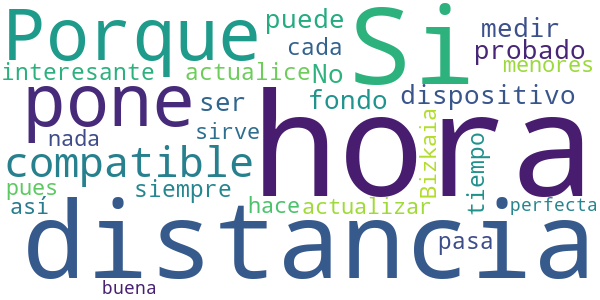 Porque
puede
Si
medir
cada
probado
interesante
actualice
No
menores
pone
ser
fondo
dispositivo
hora
nada
sirve
Bizkaia
tiempo
compatible
pues
siempre
así
hace
actualizar
perfecta
distancia
pasa
buena